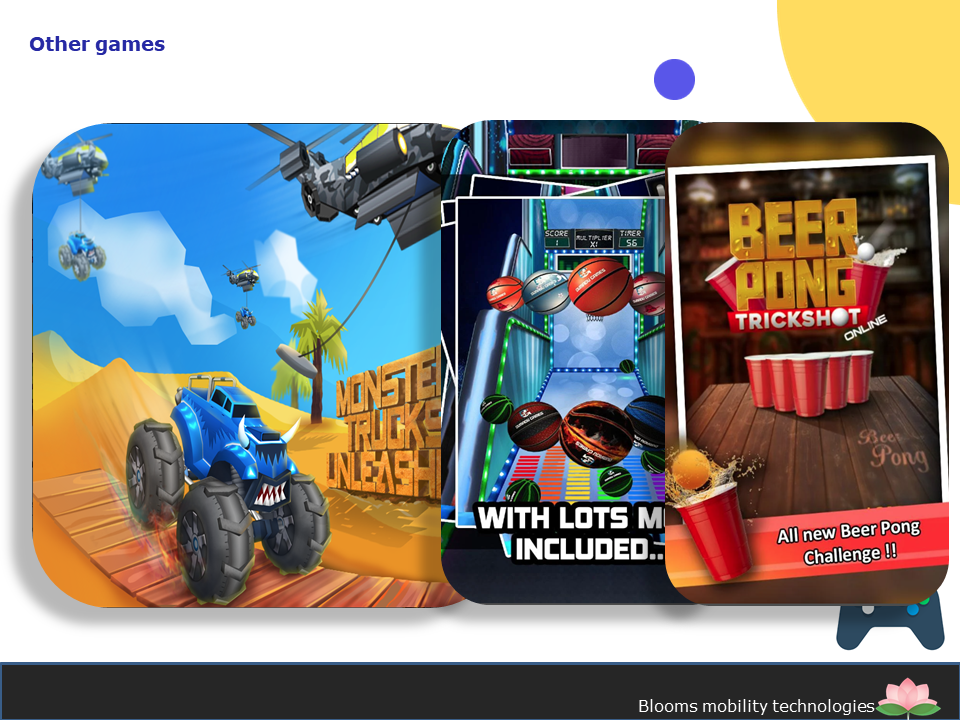 Other games
MONSTE
TRUCKS
UNLEASH
SCORE
1
MULTIPLIER
X1
TIMER
56
WITH LOTS M
INCLUDED..
BEER
PONG
TRICKSHOT
ONLINE
Beer
Pong
All new Beer Pong
Challenge !!
Blooms mobility technologies